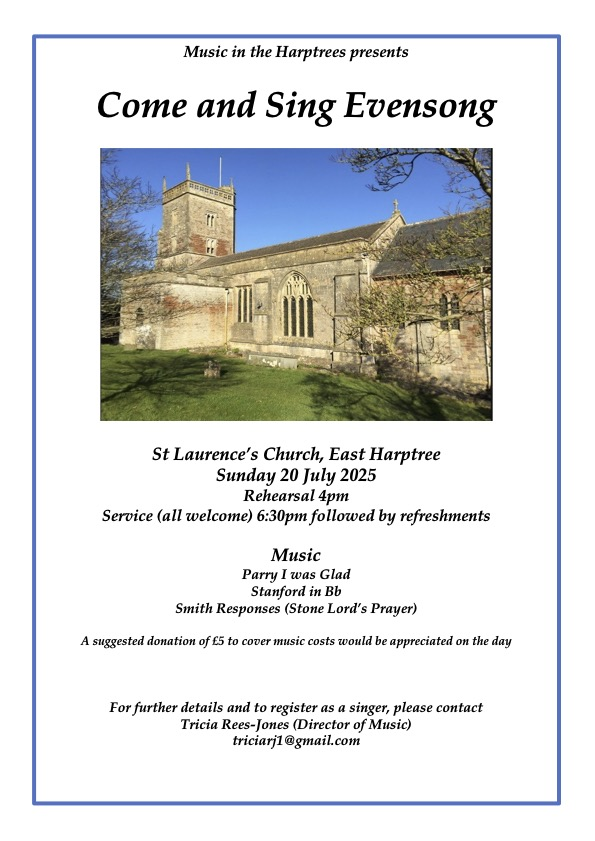 Music in the Harptrees presents
Come and Sing Evensong
St Laurence's Church, East Harptree
Sunday 20 July 2025
Rehearsal 4pm
Service (all welcome) 6:30pm followed by refreshments
Music
Parry I was Glad
Stanford in Bb
Smith Responses (Stone Lord's Prayer)
A suggested donation of £5 to cover music costs would be appreciated on the day
For further details and to register as a singer, please contact
Tricia Rees-Jones (Director of Music)
triciarj1@gmail.com